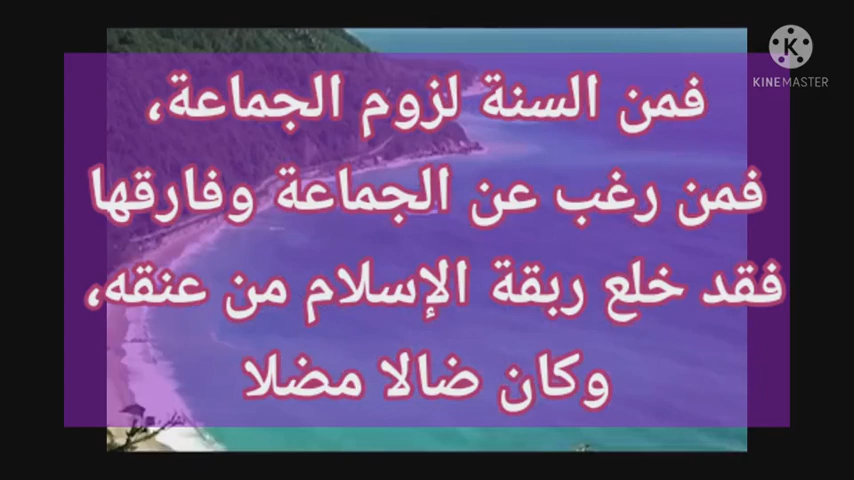 فمن السنة لزوم الجماعة،
فمن رغب عن الجماعة وفارقها
فقد خلع ربقة الإسلام من عنقه،
وكان ضالا مضلا
K
KINEMASTER